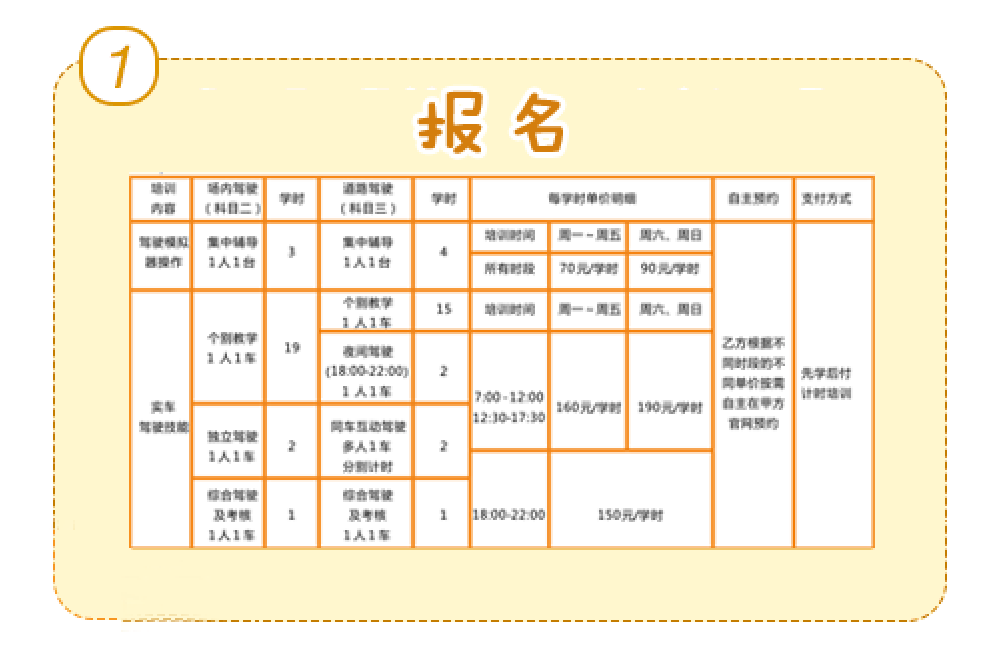 1
报名
培训
内容
场内驾驶
（科目二）
学时
道路驾驶
（科目三）
学时
每学时单价明细
自主预约
支付方式
驾驶模拟
器操作
集中辅导
1人1台
3
集中辅导
1人1台
4
培训时间
周一~周五
周六、周日
所有时段
70元/学时
90元/学时
实车
驾驶技能
个别教学
1人1车
19
个别教学
1人1车
15
培训时间
周一~周五
周六、周日
夜间驾驶
(18:00-22:00)
1人1车
2
7:00-12:00
12:30-17:30
160元/学时
190元/学时
独立驾驶
1人1车
2
同车互动驾驶
多人1车
分别计时
2
综合驾驶
及考核
1人1车
1
综合驾驶
及考核
1人1车
1
18:00-22:00
150元/学时
乙方根据不
同时段的不
同单价按需
自主在甲方
官网预约
先学后付
计时培训